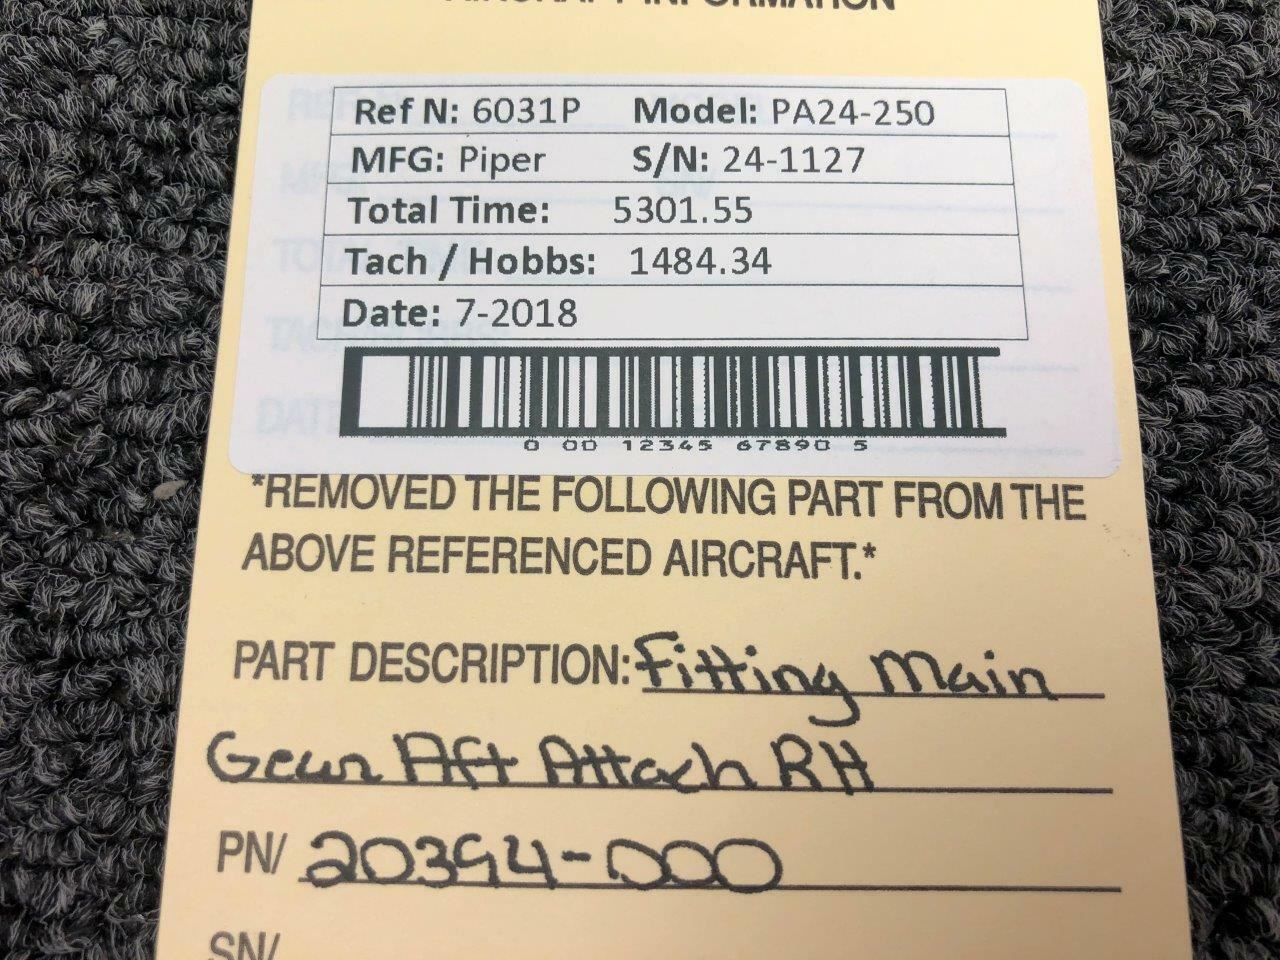 AIRCRAFT INFORMATION
Ref N: 6031P Model: PA24-250
MFG: Piper S/N: 24-1127
Total Time: 5301.55
Tach / Hobbs: 1484.34
Date: 7-2018
0 00 12345 67890 5
*REMOVED THE FOLLOWING PART FROM THE
ABOVE REFERENCED AIRCRAFT.*
PART DESCRIPTION: Fitting Main
Gear Aft Attach RH
PN/ 20394-000
SN/